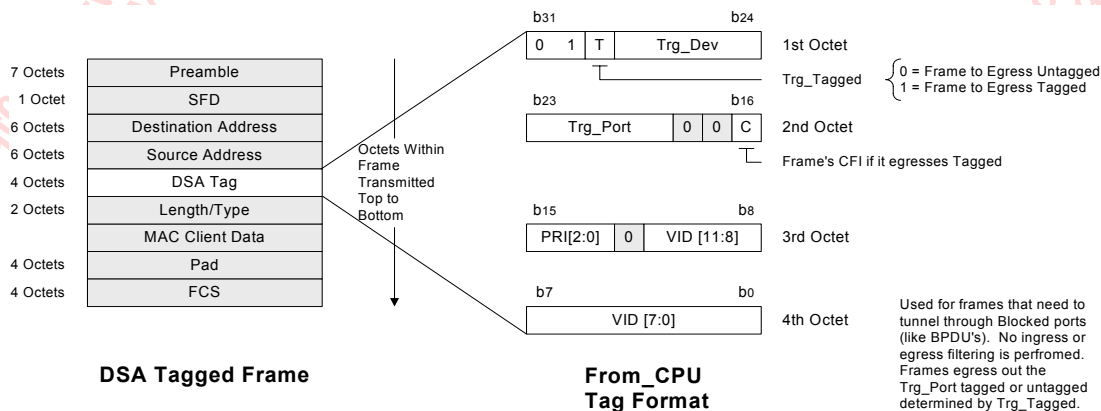 7 Octets Preamble
1 Octet SFD
6 Octets Destination Address
6 Octets Source Address
4 Octets DSA Tag
2 Octets Length/Type
MAC Client Data
4 Octets Pad
4 Octets FCS
Octets Within
Frame
Transmitted
Top to
Bottom
DSA Tagged Frame
b31 b24
0 1 T Trg_Dev 1st Octet
Trg_Tagged
0 = Frame to Egress Untagged
1 = Frame to Egress Tagged
b23 b16
Trg_Port 0 0 C 2nd Octet
Frame's CFI if it egresses Tagged
b15 b8
PRI[2:0] 0 VID [11:8] 3rd Octet
b7 b0
VID [7:0] 4th Octet
From_CPU
Tag Format
Used for frames that need to
tunnel through Blocked ports
(like BPDU's). No ingress or
egress filtering is perfromed.
Frames egress out the
Trg_Port tagged or untagged
determined by Trg_Tagged.